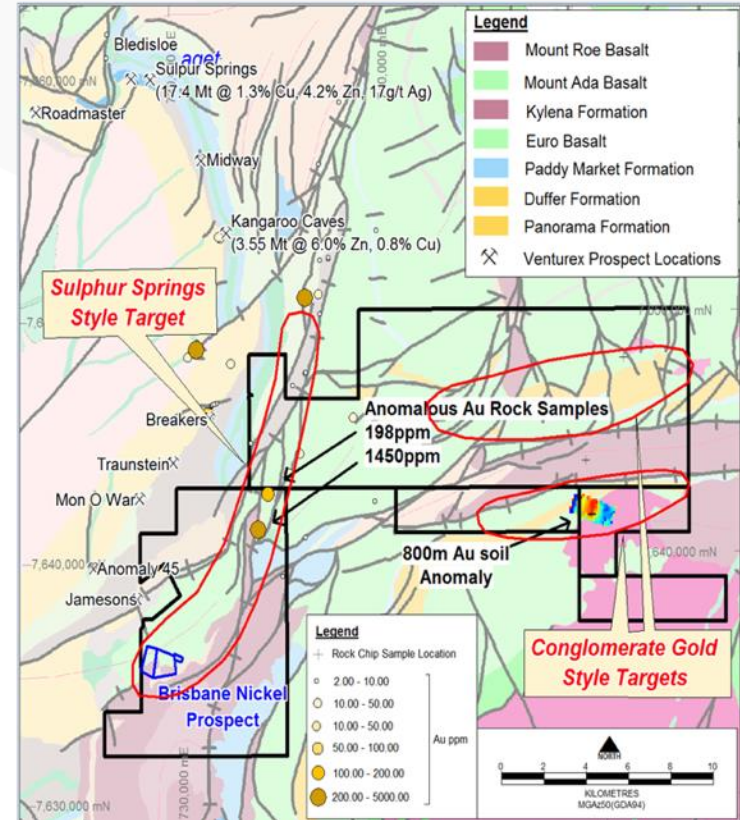 Bledisloe
aget
Sulpur Springs
(17.4 Mt @ 1.3% Cu, 4.2% Zn, 17g/t Ag)
Roadmaster
Midway
Kangaroo Caves
(3.55 Mt @ 6.0% Zn, 0.8% Cu)
Sulphur Springs
Style Target
Legend
Mount Roe Basalt
Mount Ada Basalt
Kylena Formation
Euro Basalt
Paddy Market Formation
Duffer Formation
Panorama Formation
Venturex Prospect Locations
Anomalous Au Rock Samples
198ppm
1450ppm
Breakers
Traunstein
Mon O War
Anomaly 45
Jamesons
800m Au soil
Anomaly
7,640,000 mN
7,640,000 mN
Brisbane Nickel
Prospect
Conglomerate Gold
Style Targets
Legend
Rock Chip Sample Location
2.00 - 10.00
10.00 - 50.00
10.00 - 50.00
50.00 - 100.00
100.00 - 200.00
200.00 - 5000.00
Au ppm
NORTH
0 2 4 6 8 10
KILOMETRES
MGAz50(GDA94)
7,630,000 mN
730,000 mE